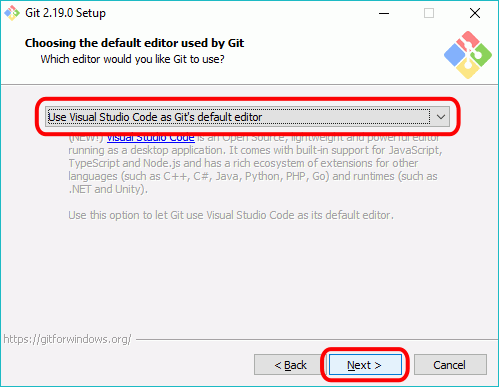 Git 2.19.0 Setup
Choosing the default editor used by Git
Which editor would you like Git to use?
Use Visual Studio Code as Git's default editor
(NEW!) Visual Studio Code is an Open Source, lightweight and powerful editor
running as a desktop application. It comes with built-in support for JavaScript,
TypeScript and Node.js and has a rich ecosystem of extensions for other
languages (such as C++, C#, Java, Python, PHP, Go) and runtimes (such as
.NET and Unity).
Use this option to let Git use Visual Studio Code as its default editor.
https://gitforwindows.org/
< Back
Next >
Cancel